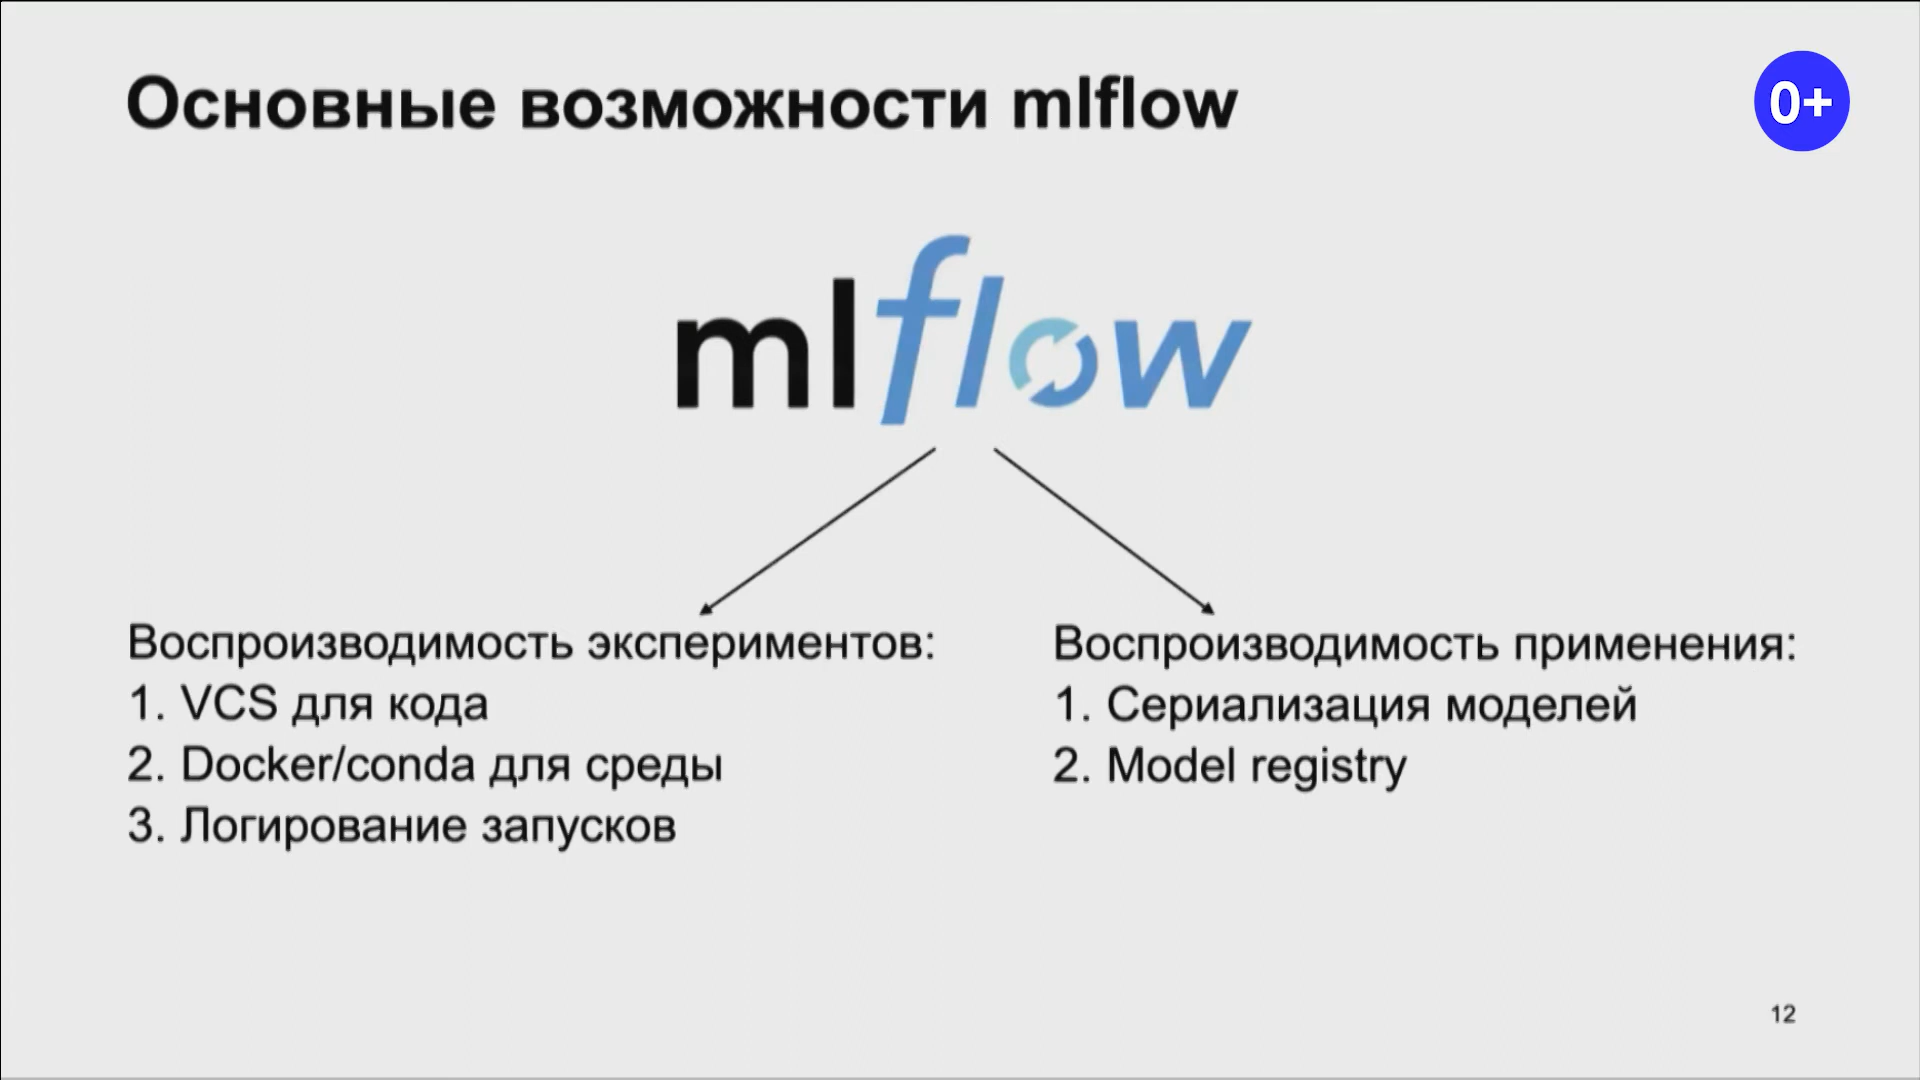 Основные возможности mlflow
0+
mlflow
Воспроизводимость экспериментов:
1. VCS для кода
2. Docker/conda для среды
3. Логирование запусков
Воспроизводимость применения:
1. Сериализация моделей
2. Model registry
12